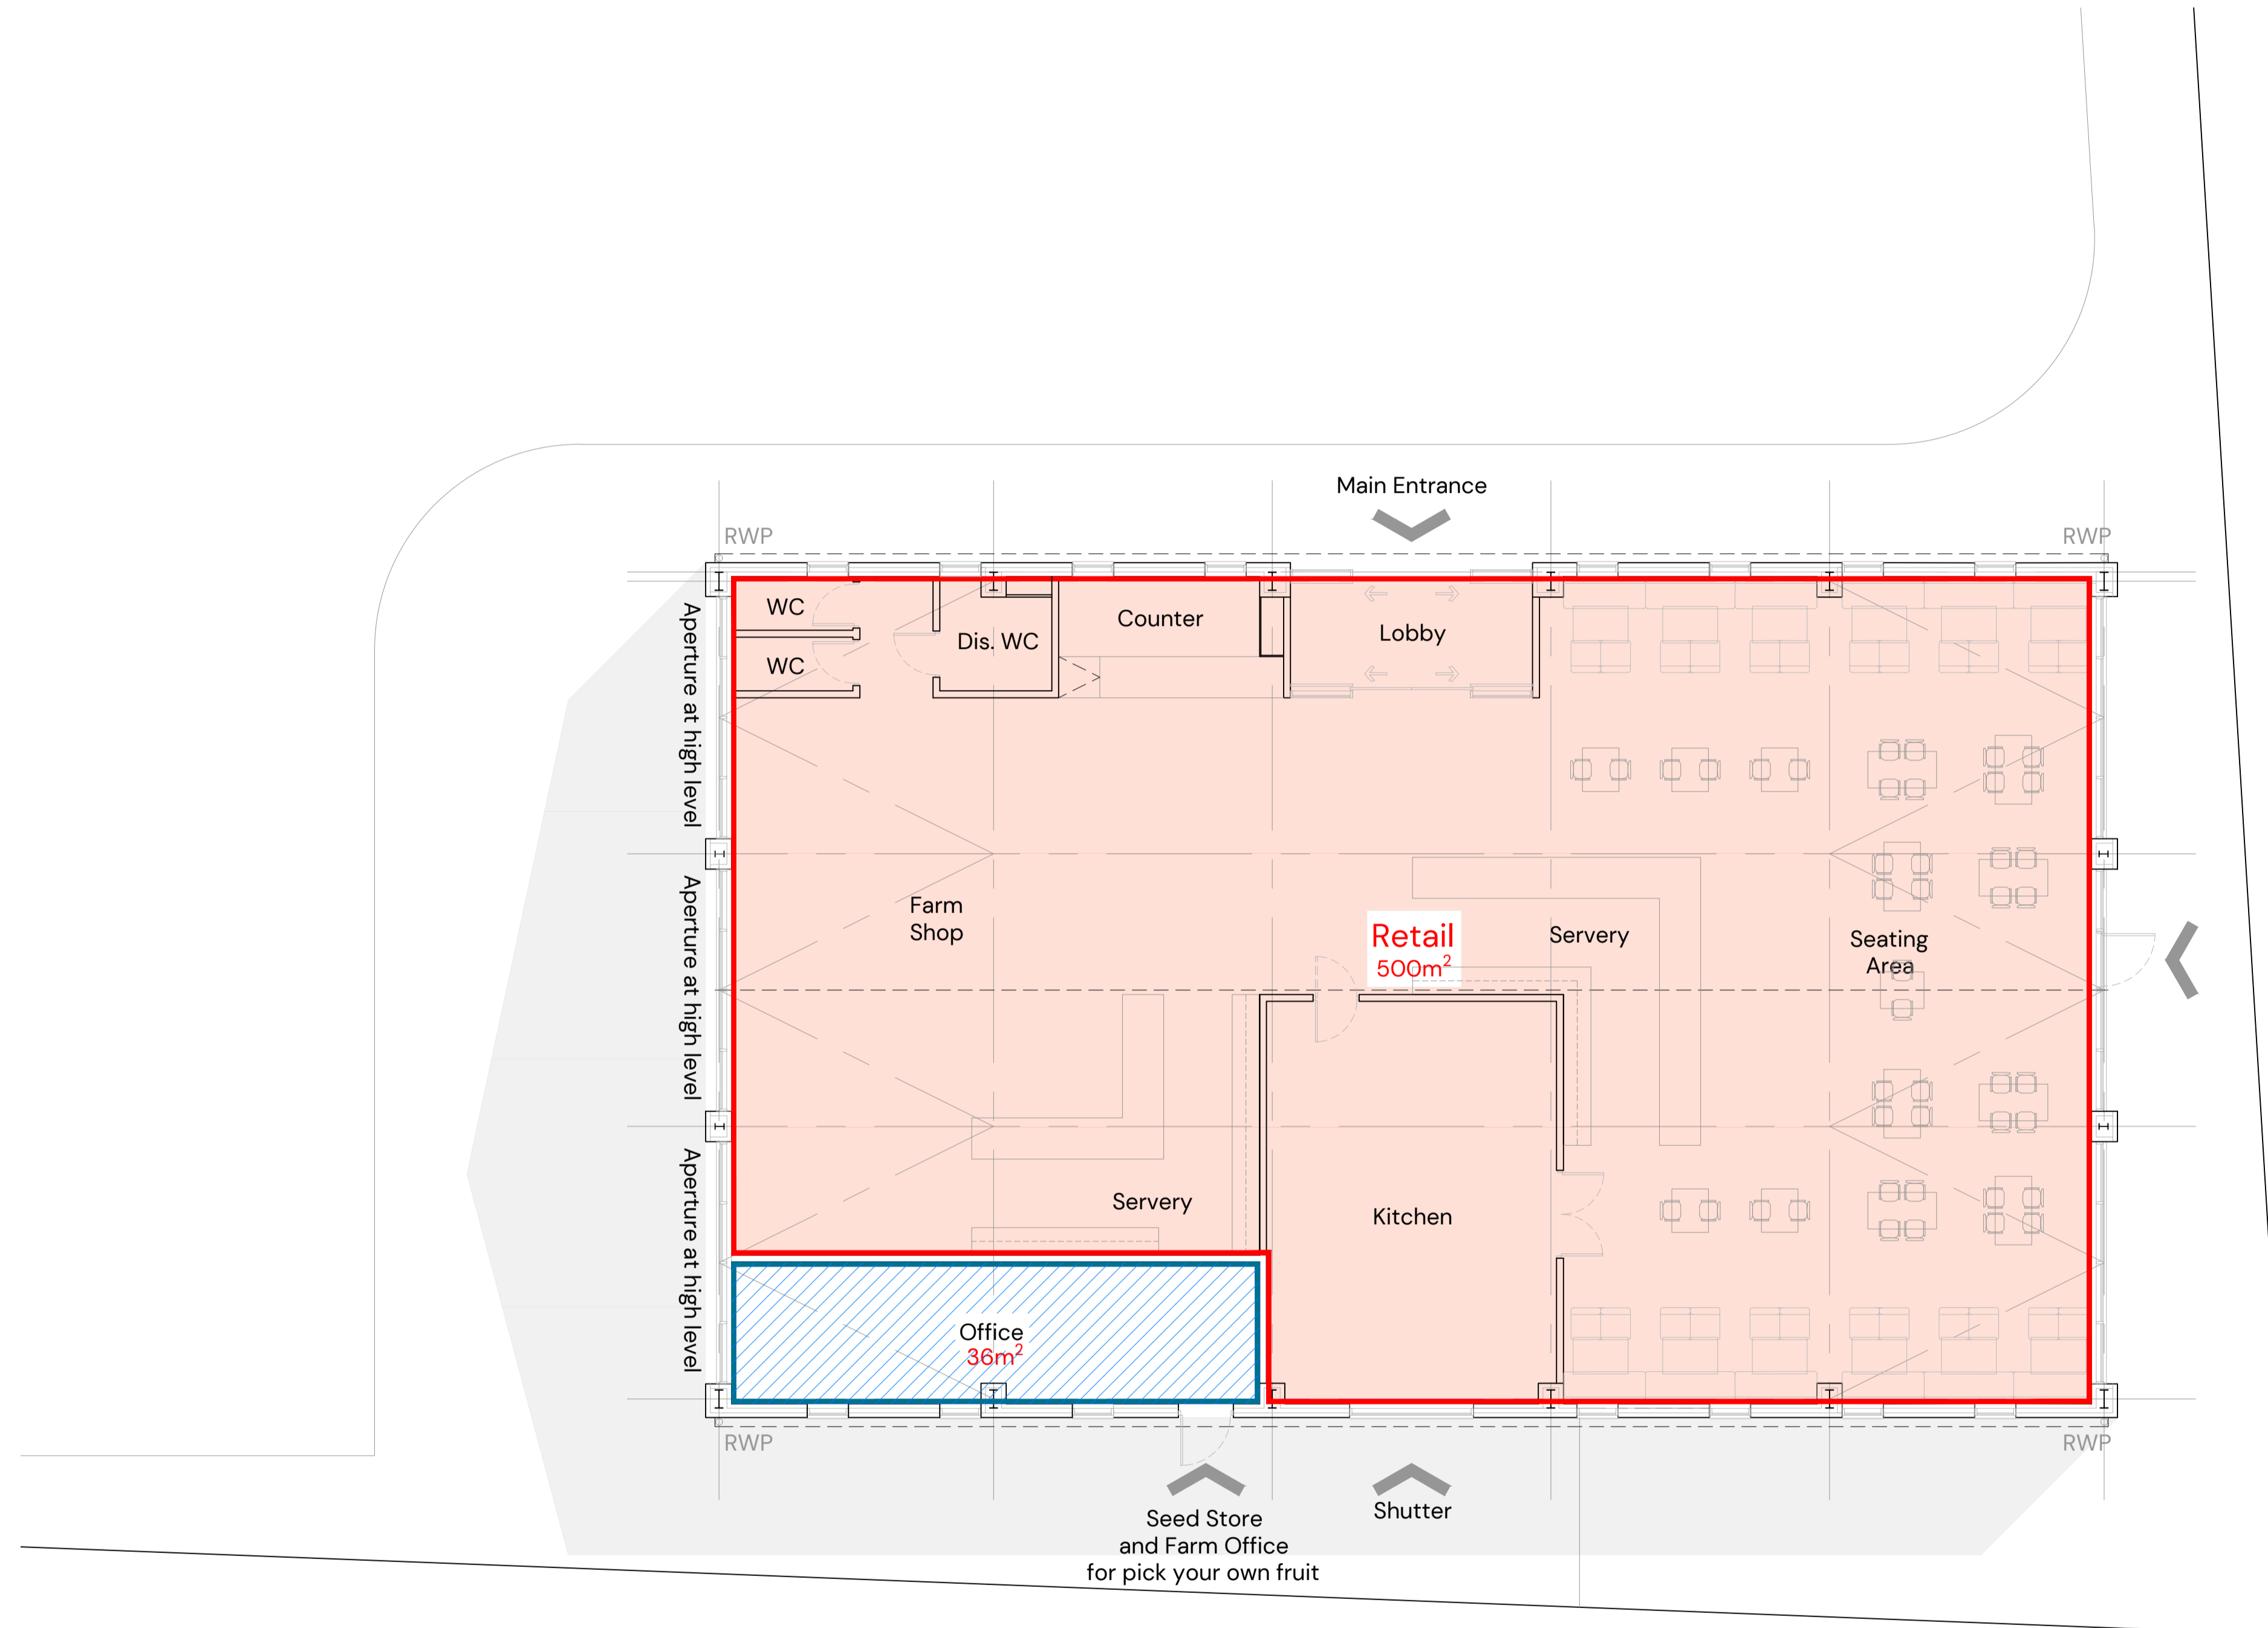 Main Entrance
RWP
RWP
WC
WC
Dis. WC
Counter
Lobby
Aperture at high level
Aperture at high level
Aperture at high level
Farm
Shop
Retail
500m²
Servery
Seating
Area
Servery
Kitchen
Office
36m²
RWP
RWP
Seed Store
and Farm Office
for pick your own fruit
Shutter